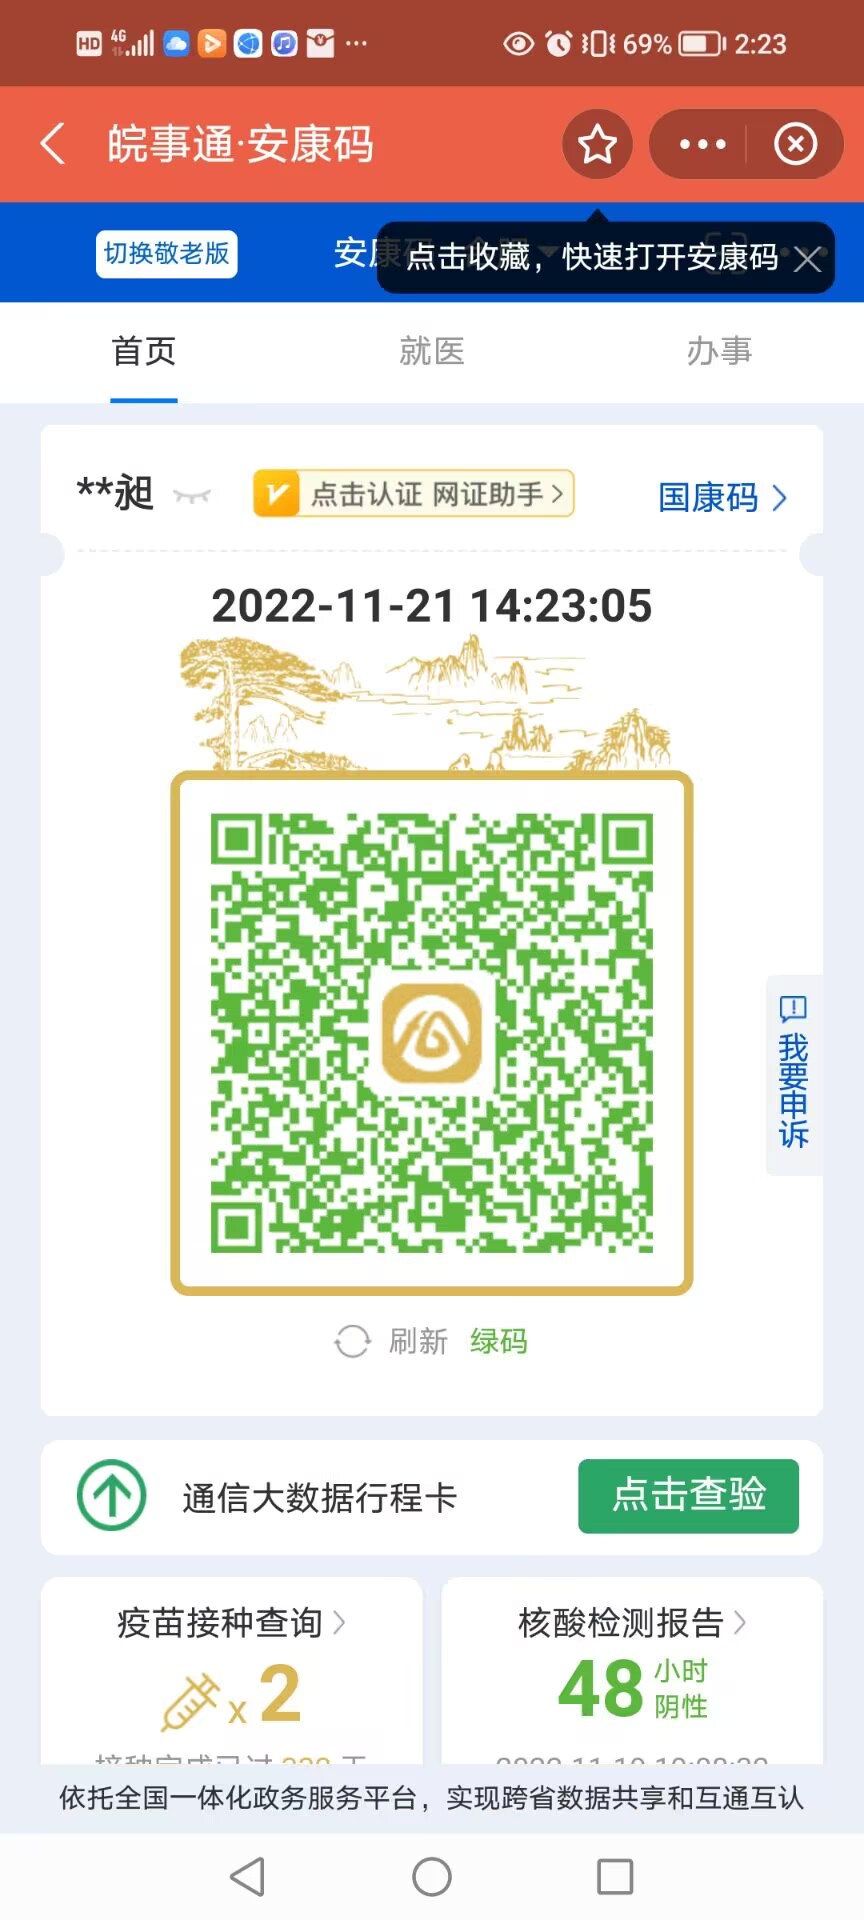 HD 4G 69% 2:23
皖事通·安康码
切换敬老版
点击收藏，快速打开安康码
首页 就医 办事
**昶 点击认证 网证助手 国康码
2022-11-21 14:23:05
我要申诉
刷新 绿码
通信大数据行程卡 点击查验
疫苗接种查询 核酸检测报告
x 2 48 小时 阴性
依托全国一体化政务服务平台，实现跨省数据共享和互通互认